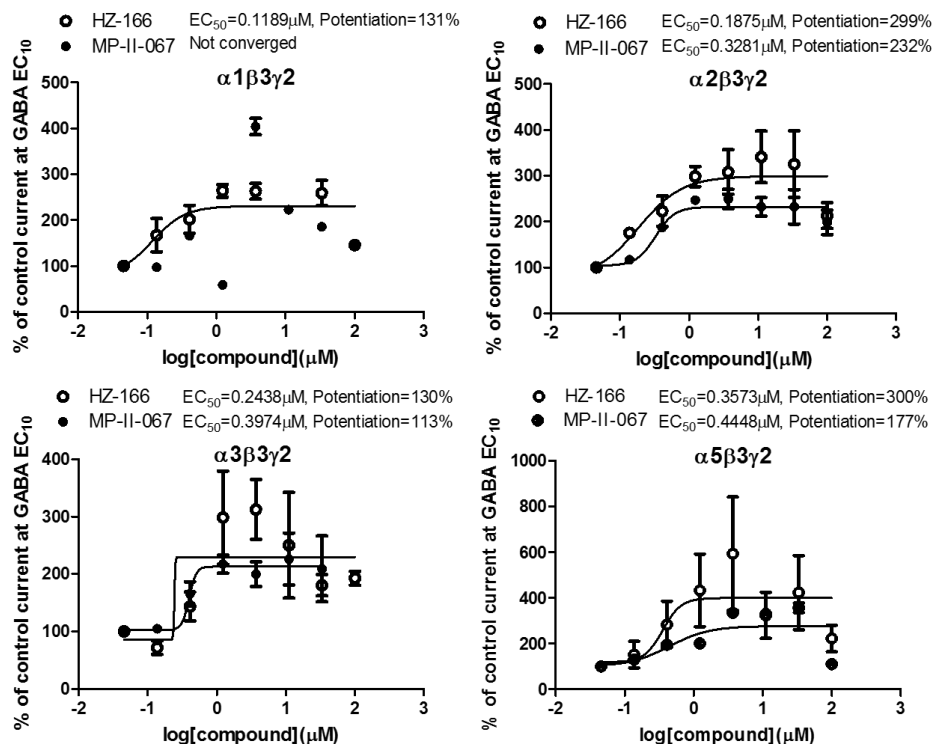 HZ-166 EC50=0.1189μM, Potentiation=131%
MP-II-067 Not converged
α1β3γ2
% of control current at GABA EC10
500
400
300
200
100
0
-2 -1 0 1 2 3
log[compound](μM)
HZ-166 EC50=0.1875μM, Potentiation=299%
MP-II-067 EC50=0.3281μM, Potentiation=232%
α2β3γ2
% of control current at GABA EC10
500
400
300
200
100
0
-2 -1 0 1 2 3
log[compound](μM)
HZ-166 EC50=0.2438μM, Potentiation=130%
MP-II-067 EC50=0.3974μM, Potentiation=113%
α3β3γ2
% of control current at GABA EC10
400
300
200
100
0
-2 -1 0 1 2 3
log[compound](μM)
HZ-166 EC50=0.3573μM, Potentiation=300%
MP-II-067 EC50=0.4448μM, Potentiation=177%
α5β3γ2
% of control current at GABA EC10
1000
800
600
400
200
0
-2 -1 0 1 2 3
log[compound](μM)